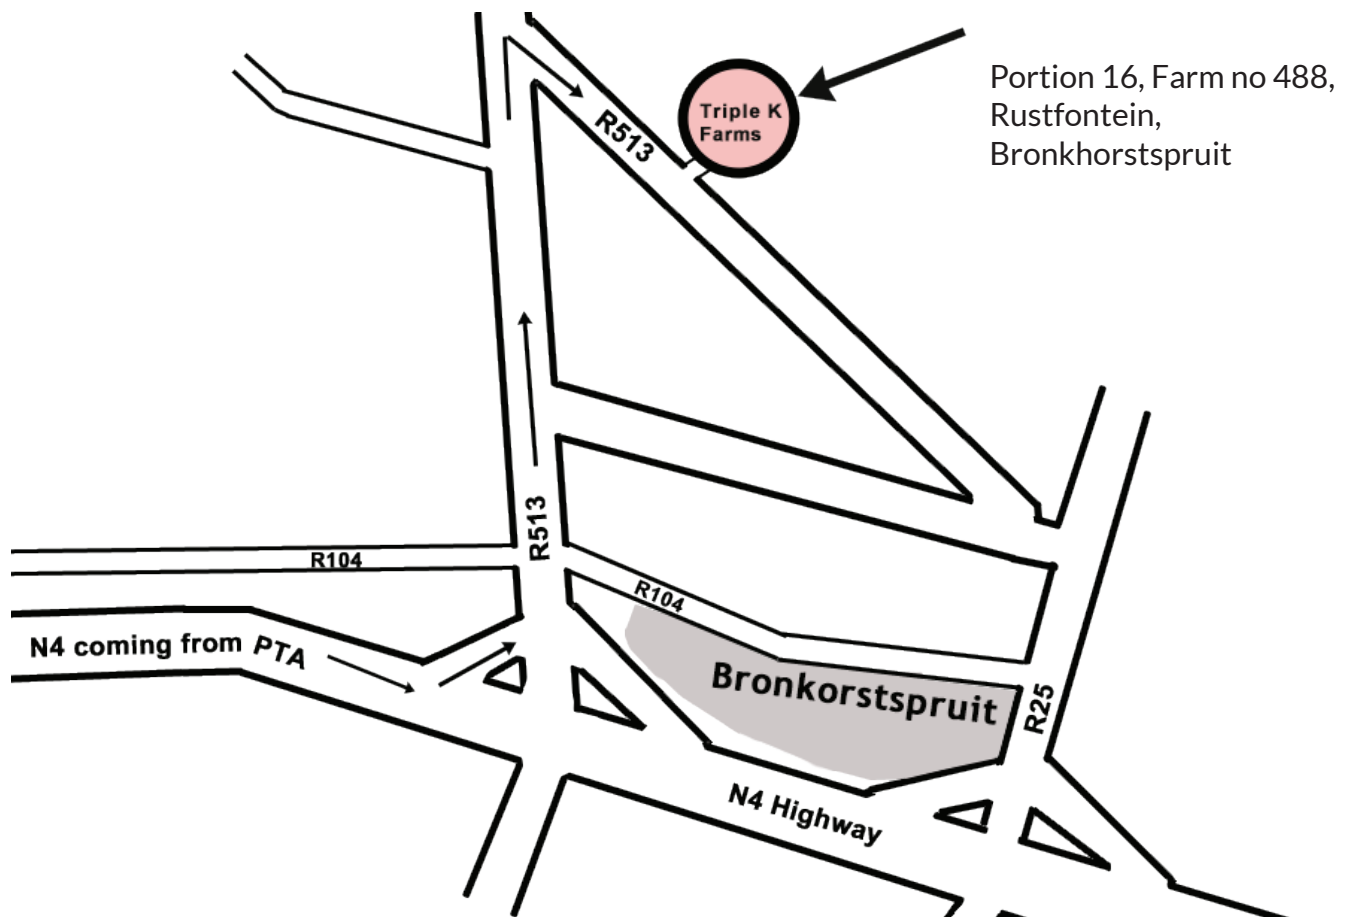 Portion 16, Farm no 488,
Rustfontein,
Bronkhorstspruit
Triple K
Farms
R513
R513
R104
R104
N4 coming from PTA
Bronkorstspruit
R25
N4 Highway